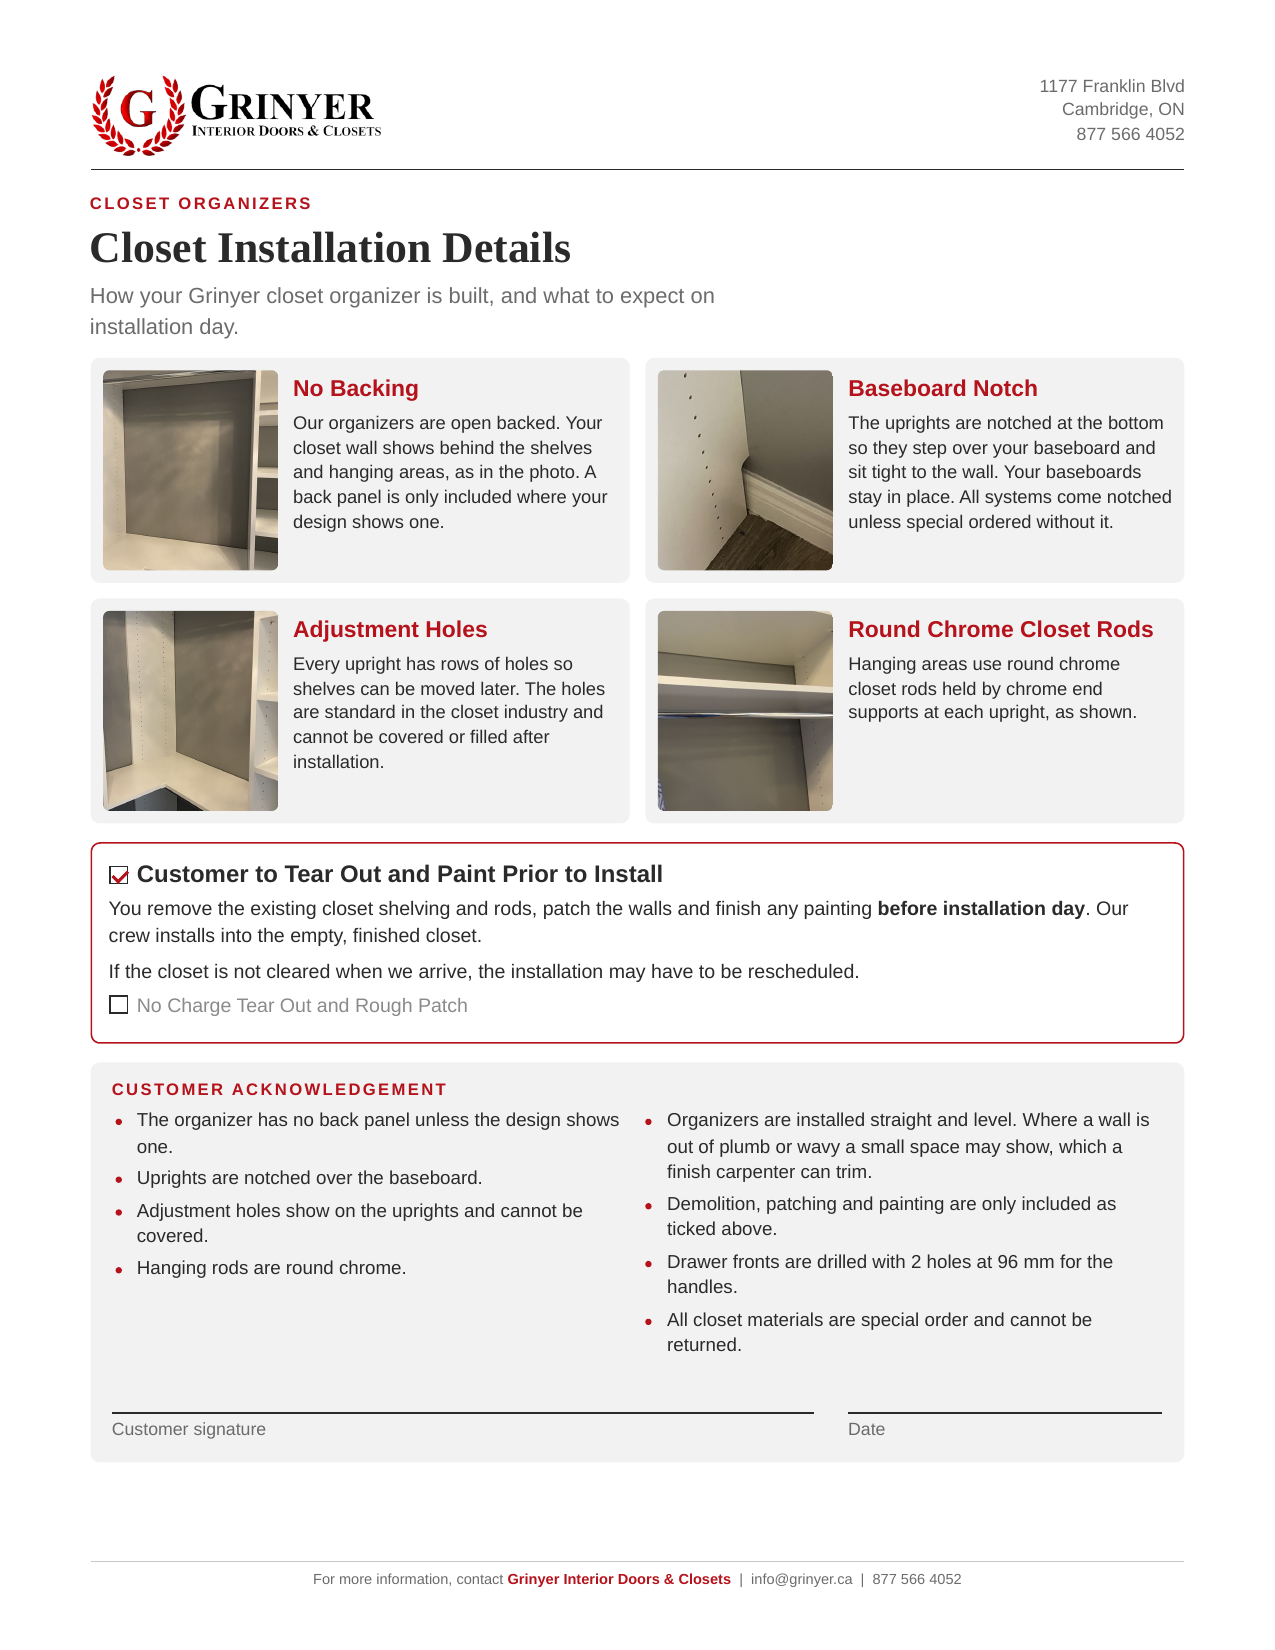 G GRINYER
INTERIOR DOORS & CLOSETS
1177 Franklin Blvd
Cambridge, ON
877 566 4052
CLOSET ORGANIZERS
Closet Installation Details
How your Grinyer closet organizer is built, and what to expect on
installation day.
No Backing
Our organizers are open backed. Your
closet wall shows behind the shelves
and hanging areas, as in the photo. A
back panel is only included where your
design shows one.
Baseboard Notch
The uprights are notched at the bottom
so they step over your baseboard and
sit tight to the wall. Your baseboards
stay in place. All systems come notched
unless special ordered without it.
Adjustment Holes
Every upright has rows of holes so
shelves can be moved later. The holes
are standard in the closet industry and
cannot be covered or filled after
installation.
Round Chrome Closet Rods
Hanging areas use round chrome
closet rods held by chrome end
supports at each upright, as shown.
Customer to Tear Out and Paint Prior to Install
You remove the existing closet shelving and rods, patch the walls and finish any painting before installation day. Our
crew installs into the empty, finished closet.
If the closet is not cleared when we arrive, the installation may have to be rescheduled.
No Charge Tear Out and Rough Patch
CUSTOMER ACKNOWLEDGEMENT
• The organizer has no back panel unless the design shows
one.
• Uprights are notched over the baseboard.
• Adjustment holes show on the uprights and cannot be
covered.
• Hanging rods are round chrome.
• Organizers are installed straight and level. Where a wall is
out of plumb or wavy a small space may show, which a
finish carpenter can trim.
• Demolition, patching and painting are only included as
ticked above.
• Drawer fronts are drilled with 2 holes at 96 mm for the
handles.
• All closet materials are special order and cannot be
returned.
Customer signature
Date
For more information, contact Grinyer Interior Doors & Closets | info@grinyer.ca | 877 566 4052